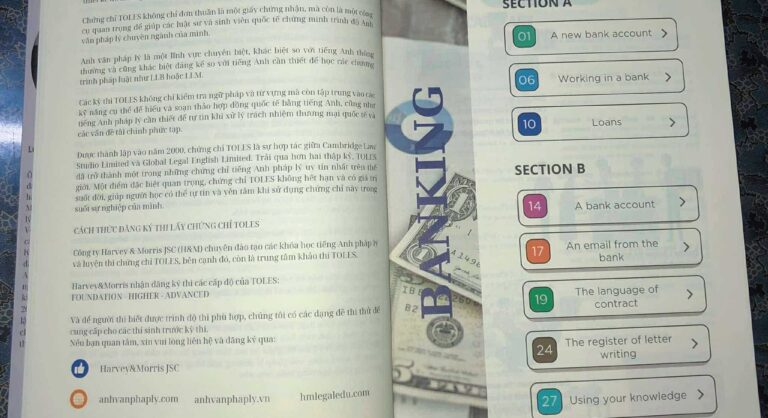 Chứng chỉ TOLES không chỉ đơn thuần là một giấy chứng nhận, mà còn là một công
cụ quan trọng để giúp các luật sư và sinh viên quốc tế chứng minh trình độ Anh
văn pháp lý chuyên ngành của mình.
Anh văn pháp lý là một lĩnh vực chuyên biệt, khác biệt so với tiếng Anh thông
thường và cũng khác biệt đáng kể so với tiếng Anh cần thiết để học các chương
trình pháp luật như LLB hoặc LLM.
Các kỳ thi TOLES không chỉ kiểm tra ngữ pháp và từ vựng mà còn tập trung vào các
kỹ năng cụ thể để hiểu và soạn thảo hợp đồng quốc tế bằng tiếng Anh, cũng như
tiếng Anh pháp lý cần thiết để tự tin khi xử lý trách nhiệm thương mại quốc tế và
các vấn đề tài chính phức tạp.
Được thành lập vào năm 2000, chứng chỉ TOLES là sự hợp tác giữa Cambridge Law
Studio Limited và Global Legal English Limited. Trải qua hơn hai thập kỷ, TOLES
đã trở thành một trong những chứng chỉ tiếng Anh pháp lý uy tín nhất trên thế
giới. Một điểm đặc biệt quan trọng, chứng chỉ TOLES không hết hạn và có giá trị
suốt đời, giúp người học có thể tự tin và yên tâm khi sử dụng chứng chỉ này trong
suốt sự nghiệp của mình.
CÁCH THỨC ĐĂNG KÝ THI LẤY CHỨNG CHỈ TOLES
Công ty Harvey & Morris JSC (H&M) chuyên đào tạo các khóa học tiếng Anh pháp lý
và luyện thi chứng chỉ TOLES, bên cạnh đó, còn là trung tâm khảo thí TOLES.
Harvey&Morris nhận đăng ký thi các cấp độ của TOLES:
FOUNDATION - HIGHER - ADVANCED
Và để người thi biết được trình độ thi phù hợp, chúng tôi có các dạng đề thi thử để
cung cấp cho các thí sinh trước kỳ thi.
Nếu bạn quan tâm, xin vui lòng liên hệ và đăng ký qua:
Harvey&Morris JSC
anhvanphaply.com anhvanphaply.vn hmlegaledu.com
BANKING
SECTION A
01 A new bank account
06 Working in a bank
10 Loans
SECTION B
14 A bank account
17 An email from the
bank
19 The language of
contract
24 The register of letter
writing
27 Using your knowledge